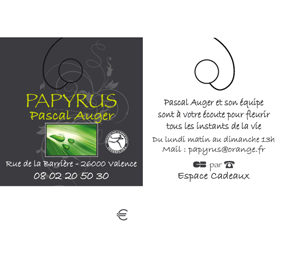 PAPYRUS
Pascal Auger
Rue de la Barrière - 26000 Valence
08 02 20 50 30
Pascal Auger et son équipe
sont à votre écoute pour fleurir
tous les instants de la vie
Du lundi matin au dimanche 13h
Mail : papyrus@orange.fr
par
Espace Cadeaux
€